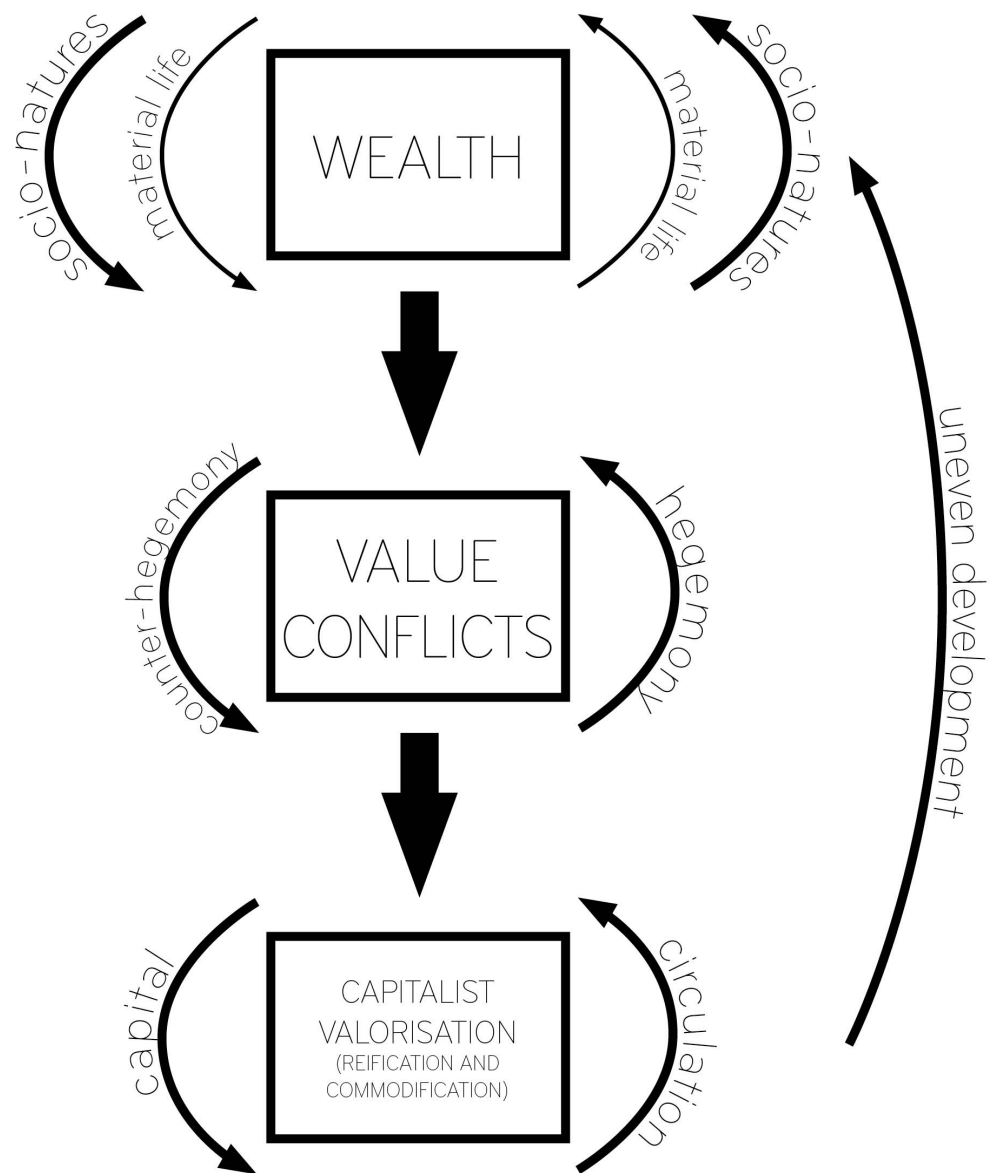 socio-natures
material life
WEALTH
material life
socio-natures
counter-hegemony
VALUE
CONFLICTS
hegemony
uneven development
capital
CAPITALIST
VALORISATION
(REIFICATION AND
COMMODIFICATION)
circulation